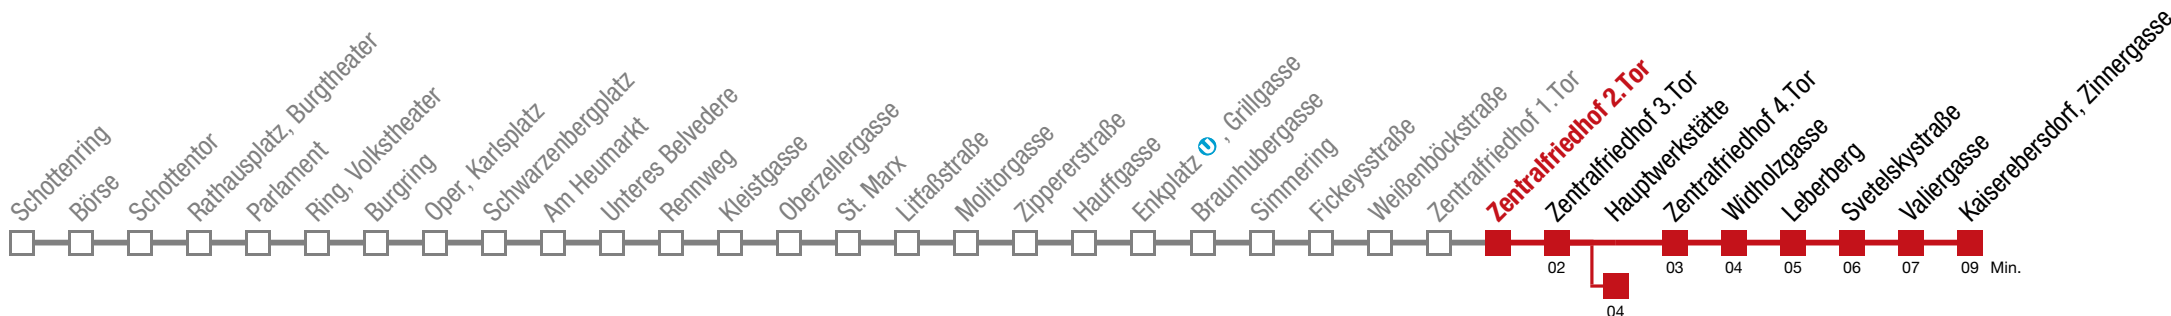 Schottenring
Börse
Schottentor
Rathausplatz, Burgtheater
Parlament
Ring, Volkstheater
Burgring
Oper, Karlsplatz
Schwarzenbergplatz
Am Heumarkt
Unteres Belvedere
Rennweg
Kleistgasse
Oberzellergasse
St. Marx
Litfaßstraße
Molitorgasse
Zippererstraße
Hauffgasse
Enkplatz U, Grillgasse
Braunhubergasse
Simmering
Fickeysstraße
Weißenböckstraße
Zentralfriedhof 1.Tor
Zentralfriedhof 2.Tor
Zentralfriedhof 3.Tor
Hauptwerkstätte
Zentralfriedhof 4.Tor
Widholzgasse
Leberberg
Svetelskystraße
Valiergasse
Kaiserebersdorf, Zinnergasse
02 03 04 05 06 07 09 Min.
04